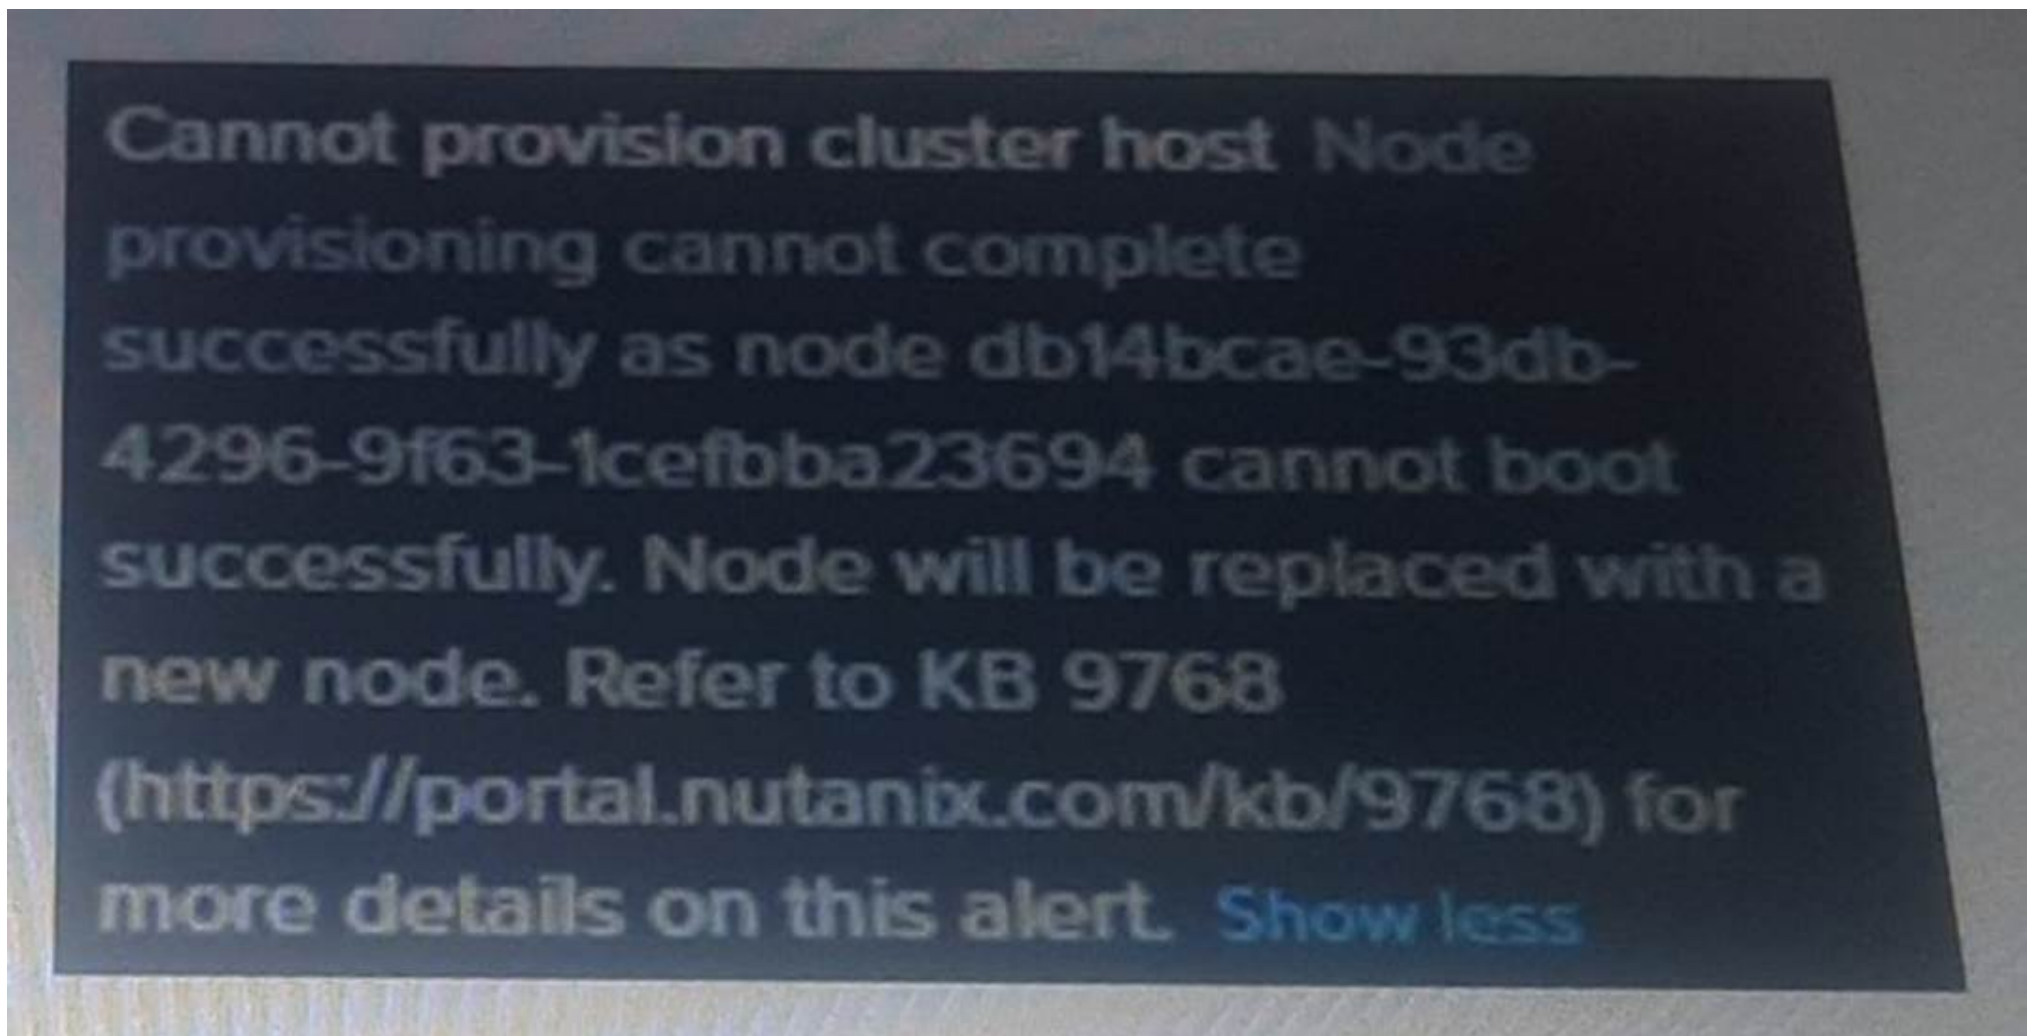 Cannot provision cluster host Node
provisioning cannot complete
successfully as node db14bcae-93db-
4296-9f63-1cefbba23694 cannot boot
successfully. Node will be replaced with a
new node. Refer to KB 9768
(https://portal.nutanix.com/kb/9768) for
more details on this alert. Show less